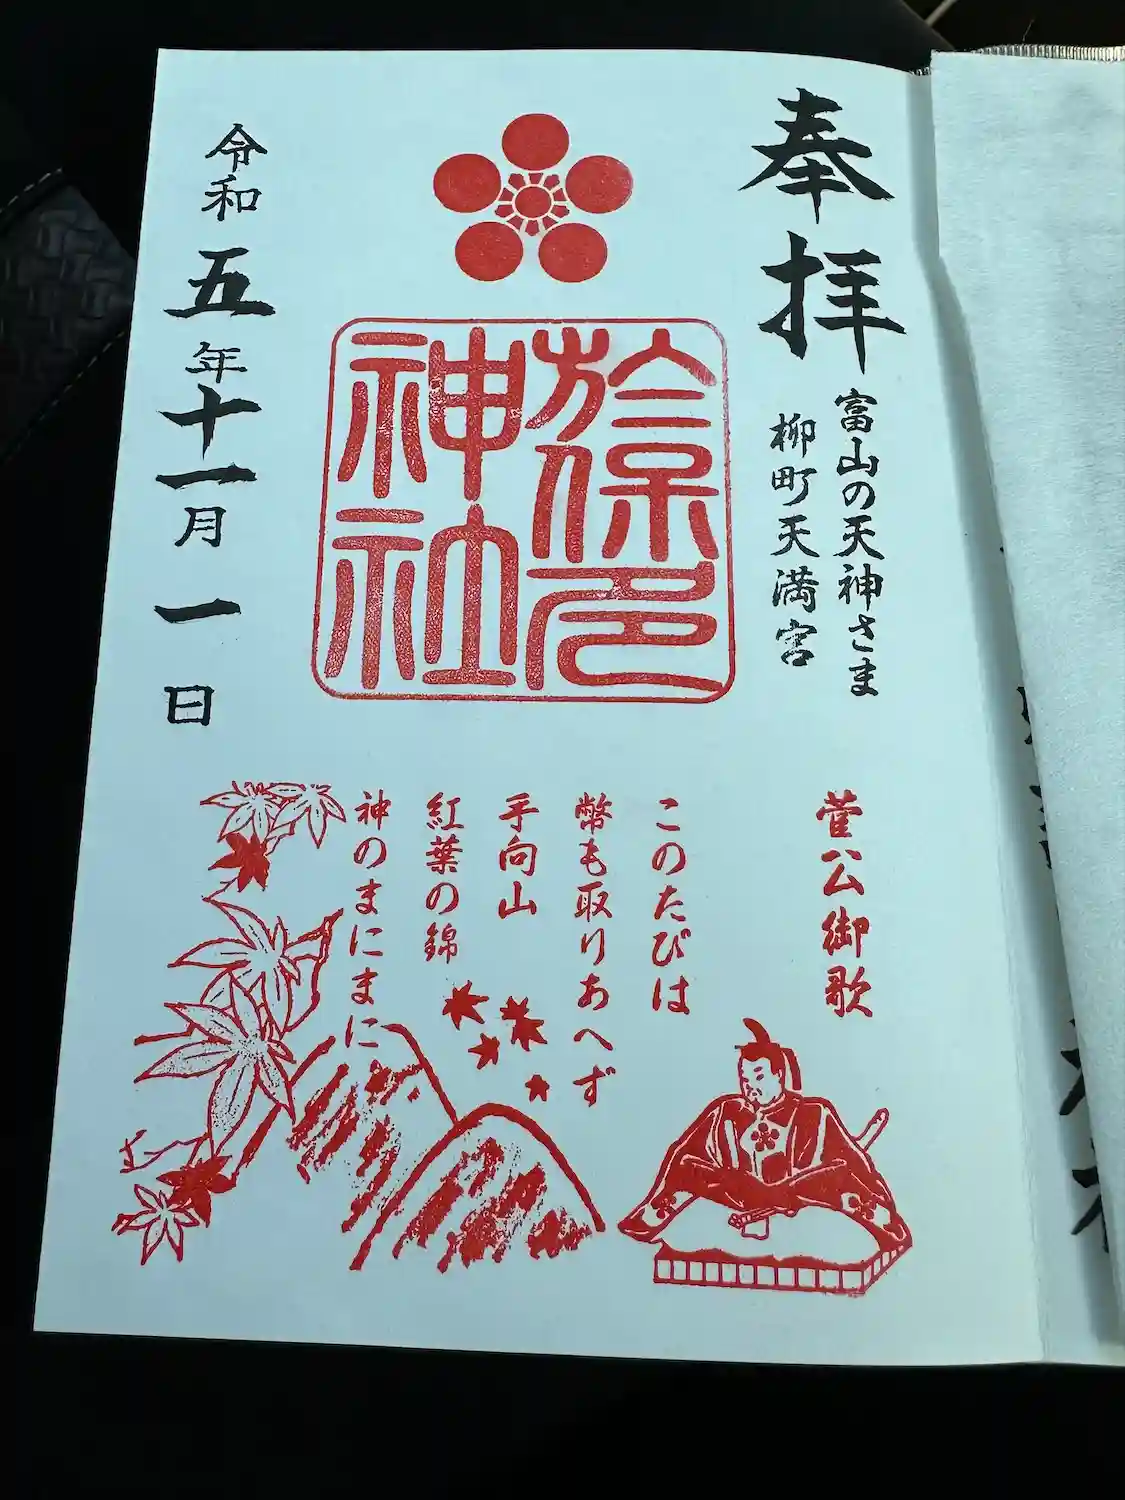 奉拝
富山の天神さま
柳町天満宮
於保多
神社
令和五年十一月一日
菅公御歌
このたびは
幣も取りあへず
手向山
紅葉の錦
神のまにまに